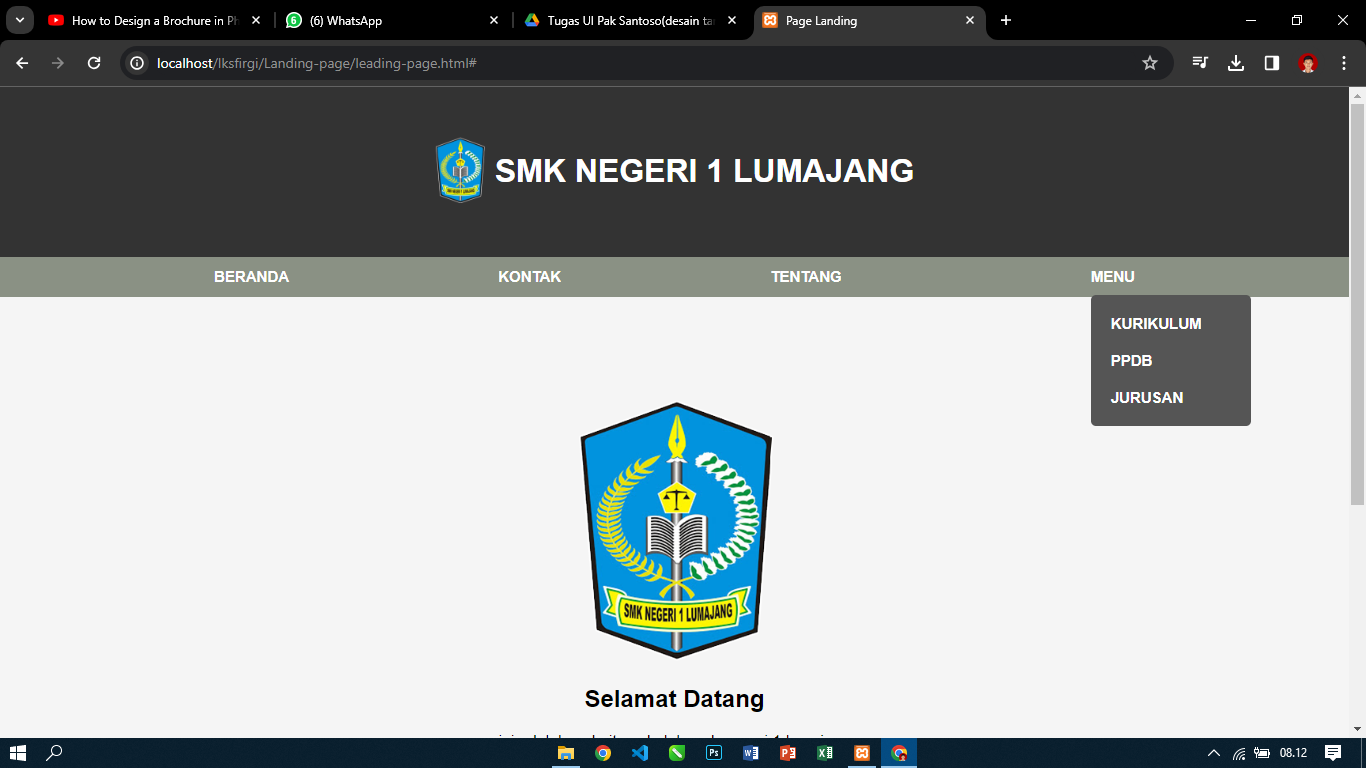 How to Design a Brochure in Ph
(6) WhatsApp
Tugas UI Pak Santoso(desain ta
Page Landing
localhost/lksfirgi/Landing-page/leading-page.html#
SMK NEGERI 1 LUMAJANG
BERANDA KONTAK TENTANG MENU
KURIKULUM
PPDB
JURUSAN
SMK NEGERI 1 LUMAJANG
Selamat Datang
08.12